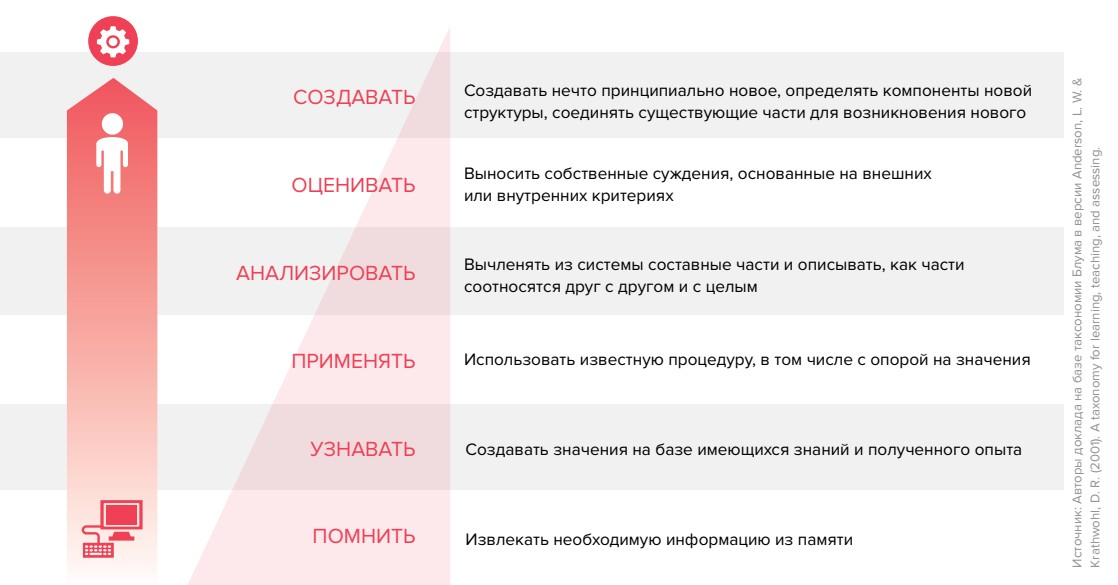 СОЗДАВАТЬ
Создавать нечто принципиально новое, определять компоненты новой
структуры, соединять существующие части для возникновения нового
ОЦЕНИВАТЬ
Выносить собственные суждения, основанные на внешних
или внутренних критериях
АНАЛИЗИРОВАТЬ
Вычленять из системы составные части и описывать, как части
соотносятся друг с другом и с целым
ПРИМЕНЯТЬ
Использовать известную процедуру, в том числе с опорой на значения
УЗНАВАТЬ
Создавать значения на базе имеющихся знаний и полученного опыта
ПОМНИТЬ
Извлекать необходимую информацию из памяти
Источник: Авторы доклада на базе таксономии Блума в версии Anderson, L. W. &
Krathwohl, D. R. (2001). A taxonomy for learning, teaching, and assessing.